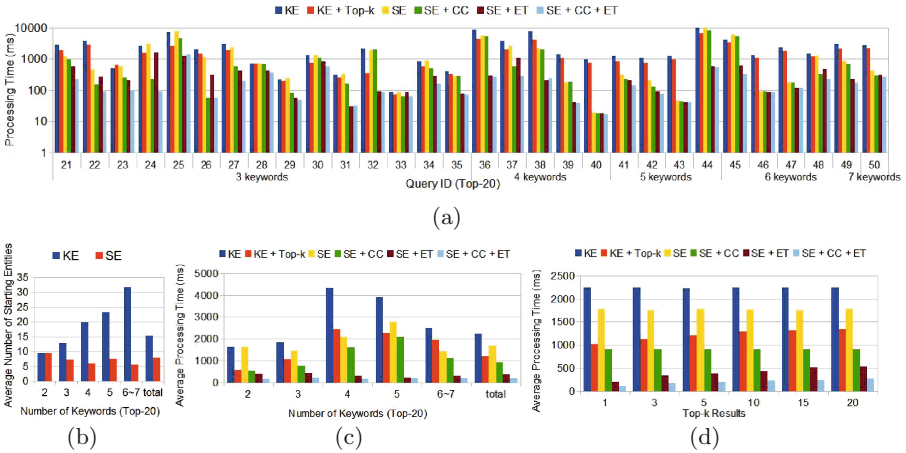 KE KE + Top-k SE SE + CC SE + ET SE + CC + ET
Processing Time (ms)
10000
1000
100
10
1
21 22 23 24 25 26 27 28 29 30 31 32 33 34 35 36 37 38 39 40 41 42 43 44 45 46 47 48 49 50
3 keywords 4 keywords 5 keywords 6 keywords 7 keywords
Query ID (Top-20)
(a)
KE SE
Average Number of Starting Entities
35
30
25
20
15
10
5
0
2 3 4 5 6~7 total
Number of Keywords (Top-20)
(b)
KE KE + Top-k SE SE + CC SE + ET SE + CC + ET
Average Processing Time (ms)
5000
4000
3000
2000
1000
0
2 3 4 5 6~7 total
Number of Keywords (Top-20)
(c)
KE KE + Top-k SE SE + CC SE + ET SE + CC + ET
Average Processing Time (ms)
2500
2000
1500
1000
500
0
1 3 5 10 15 20
Top-k Results
(d)